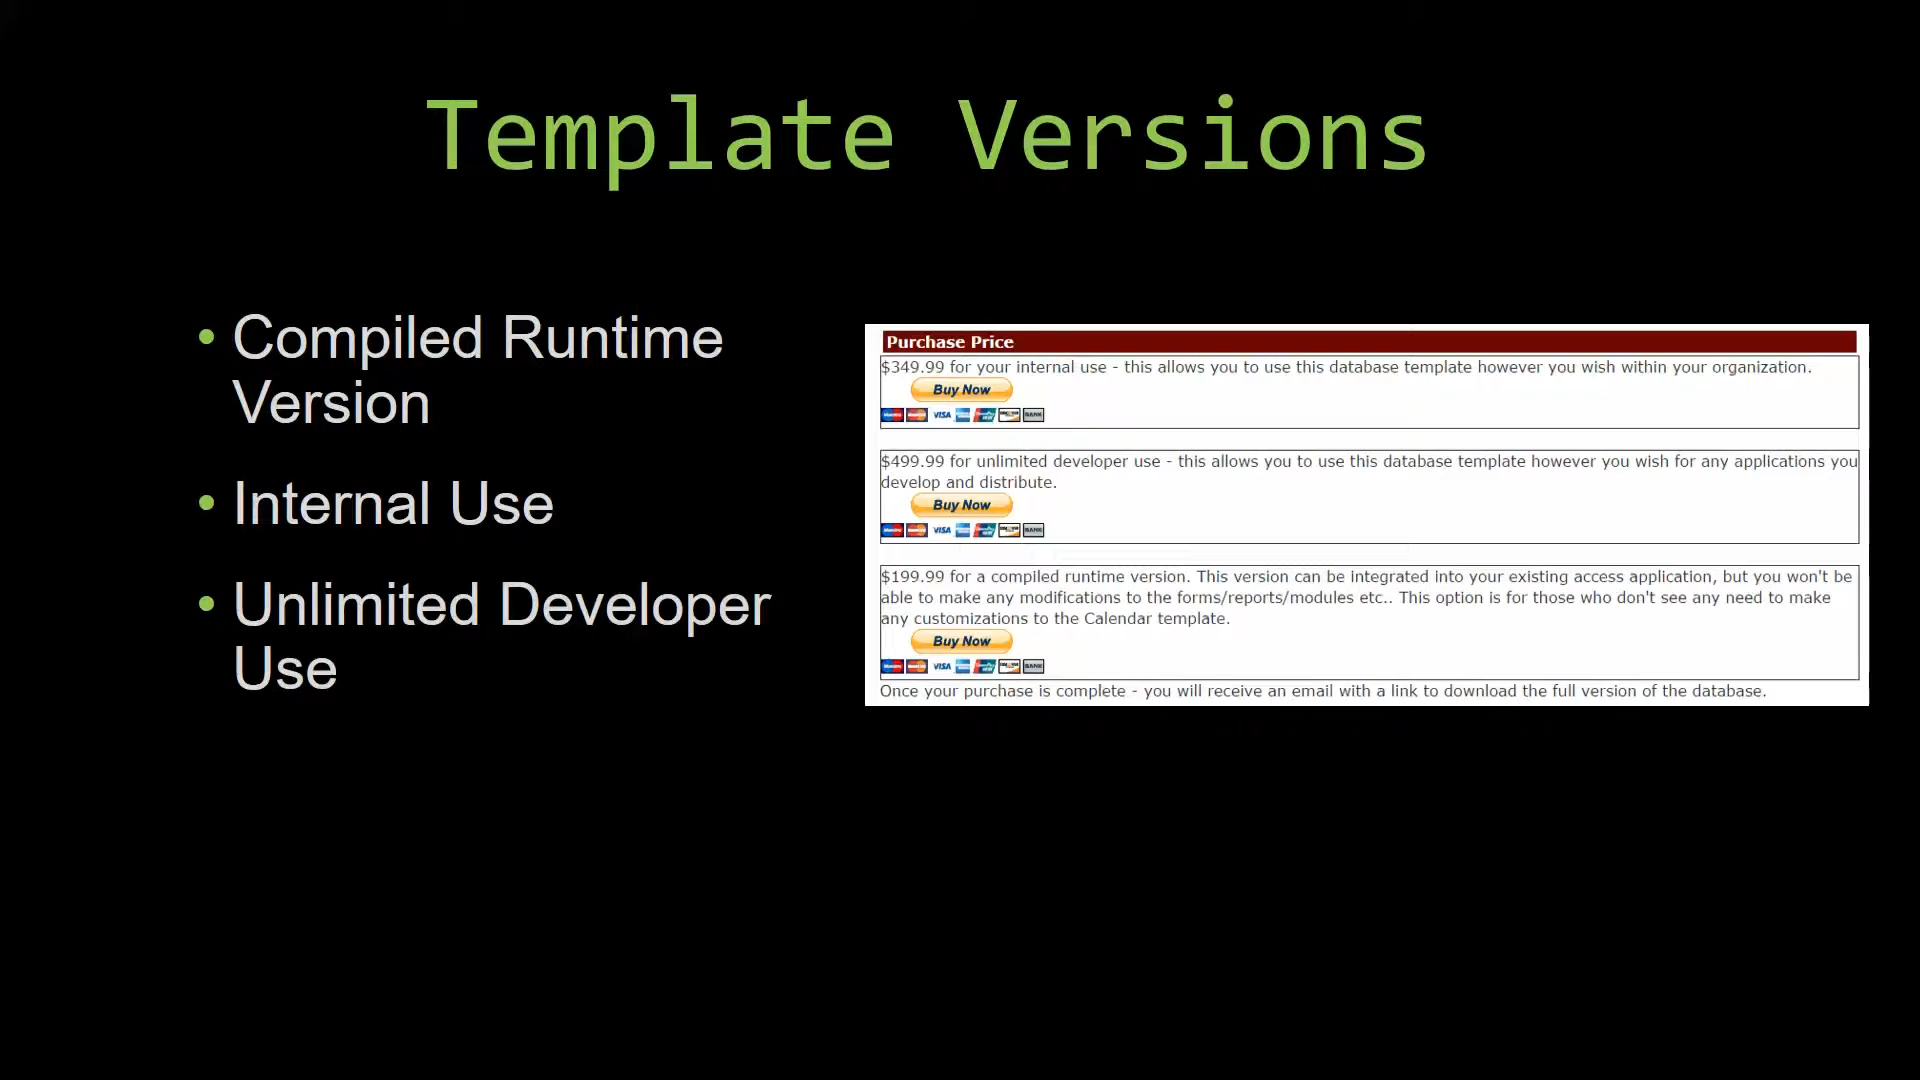 Template Versions
• Compiled Runtime
Version
• Internal Use
• Unlimited Developer
Use
Purchase Price
$349.99 for your internal use - this allows you to use this database template however you wish within your organization.
Buy Now
VISA BANK
$499.99 for unlimited developer use - this allows you to use this database template however you wish for any applications you
develop and distribute.
Buy Now
VISA BANK
$199.99 for a compiled runtime version. This version can be integrated into your existing access application, but you won't be
able to make any modifications to the forms/reports/modules etc.. This option is for those who don't see any need to make
any customizations to the Calendar template.
Buy Now
VISA BANK
Once your purchase is complete - you will receive an email with a link to download the full version of the database.